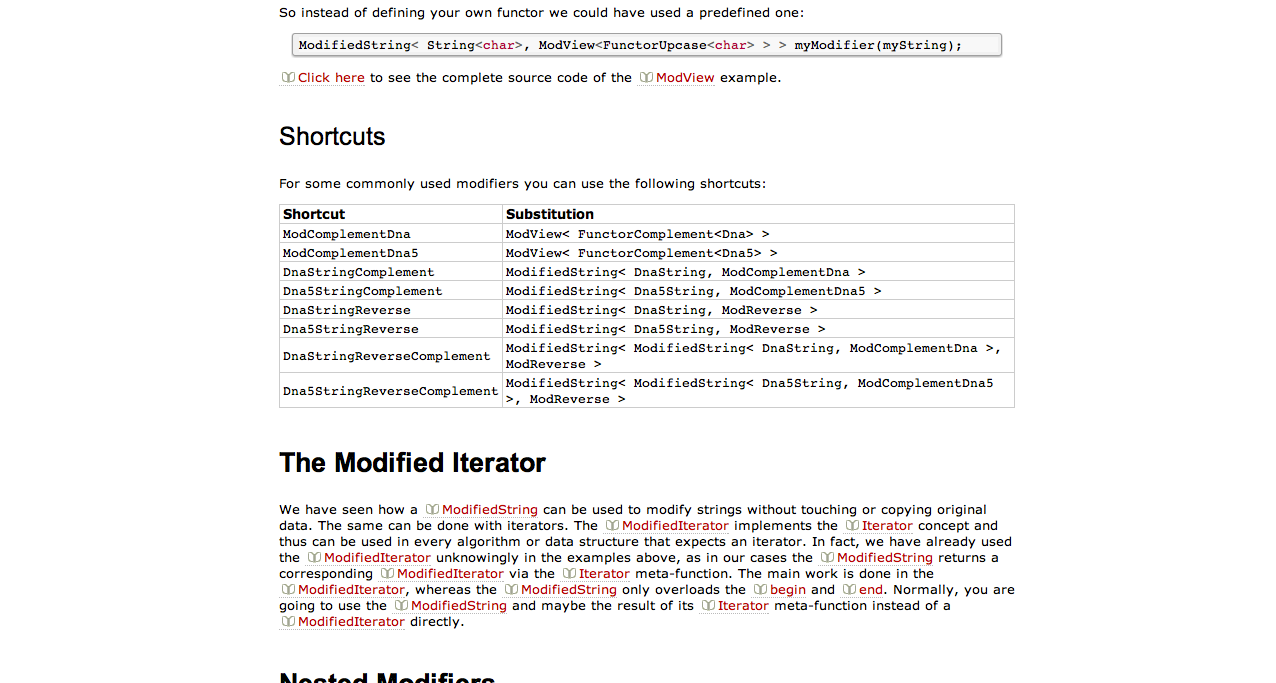 So instead of defining your own functor we could have used a predefined one:
ModifiedString< String<char>, ModView<FunctorUpcase<char> > > myModifier(myString);
Click here to see the complete source code of the ModView example.
Shortcuts
For some commonly used modifiers you can use the following shortcuts:
Shortcut Substitution
ModComplementDna ModView< FunctorComplement<Dna> >
ModComplementDna5 ModView< FunctorComplement<Dna5> >
DnaStringComplement ModifiedString< DnaString, ModComplementDna >
Dna5StringComplement ModifiedString< Dna5String, ModComplementDna5 >
DnaStringReverse ModifiedString< DnaString, ModReverse >
Dna5StringReverse ModifiedString< Dna5String, ModReverse >
DnaStringReverseComplement ModifiedString< ModifiedString< DnaString, ModComplementDna >,
ModReverse >
Dna5StringReverseComplement ModifiedString< ModifiedString< Dna5String, ModComplementDna5
>, ModReverse >
The Modified Iterator
We have seen how a ModifiedString can be used to modify strings without touching or copying original
data. The same can be done with iterators. The ModifiedIterator implements the Iterator concept and
thus can be used in every algorithm or data structure that expects an iterator. In fact, we have already used
the ModifiedIterator unknowingly in the examples above, as in our cases the ModifiedString returns a
corresponding ModifiedIterator via the Iterator meta-function. The main work is done in the
ModifiedIterator, whereas the ModifiedString only overloads the begin and end. Normally, you are
going to use the ModifiedString and maybe the result of its Iterator meta-function instead of a
ModifiedIterator directly.
Nested Modifiers